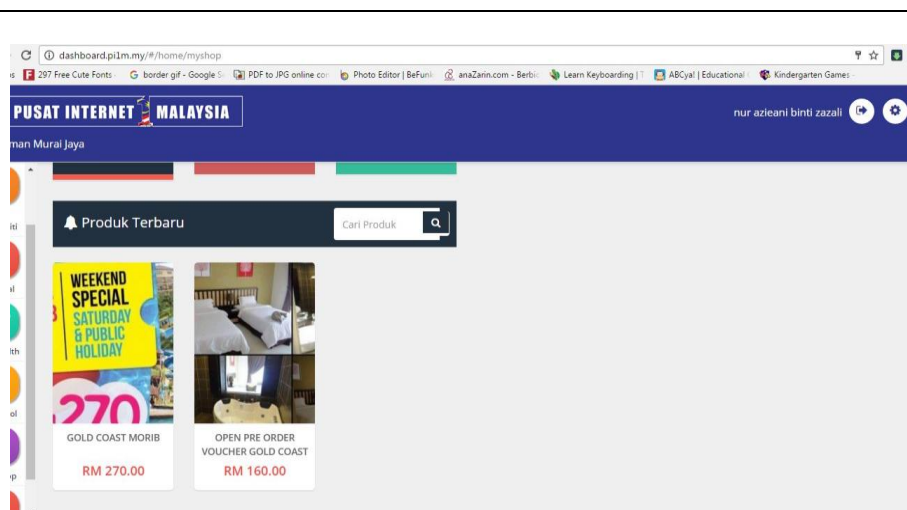 dashboard.pi1m.my/#/home/myshop
297 Free Cute Fonts
border gif - Google S
PDF to JPG online con
Photo Editor | BeFunk
anaZarin.com - Berbic
Learn Keyboarding | T
ABCya! | Educational
Kindergarten Games -
PUSAT INTERNET 1 MALAYSIA
nur azieani binti zazali
man Murai Jaya
Produk Terbaru
Cari Produk
WEEKEND
SPECIAL
SATURDAY
& PUBLIC
HOLIDAY
270
GOLD COAST MORIB
RM 270.00
OPEN PRE ORDER
VOUCHER GOLD COAST
RM 160.00